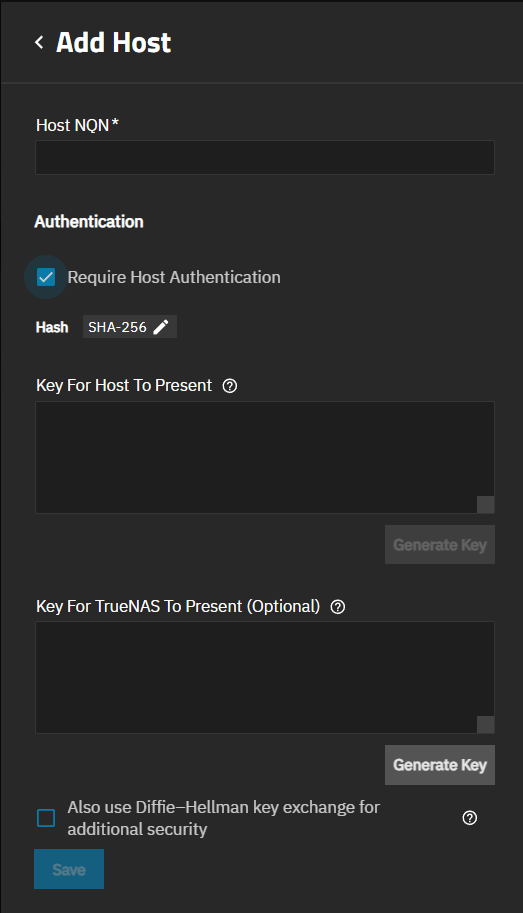 Add Host
Host NQN*
Authentication
Require Host Authentication
Hash SHA-256
Key For Host To Present
Generate Key
Key For TrueNAS To Present (Optional)
Generate Key
Also use Diffie–Hellman key exchange for
additional security
Save